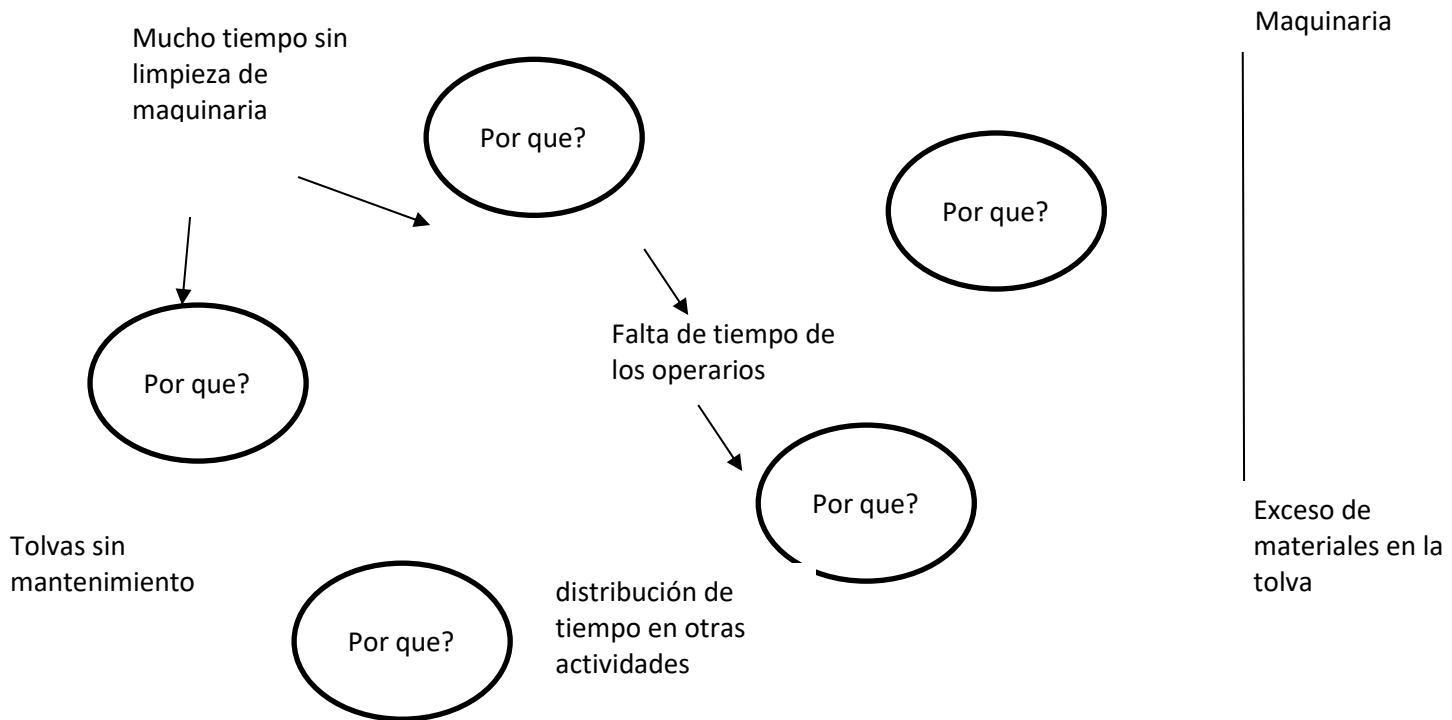 Maquinaria
Mucho tiempo sin
limpieza de
maquinaria
Por que?
Por que?
Falta de tiempo de
los operarios
Por que?
Por que?
Exceso de
materiales en la
tolva
Tolvas sin
mantenimiento
distribución de
tiempo en otras
actividades
Por que?